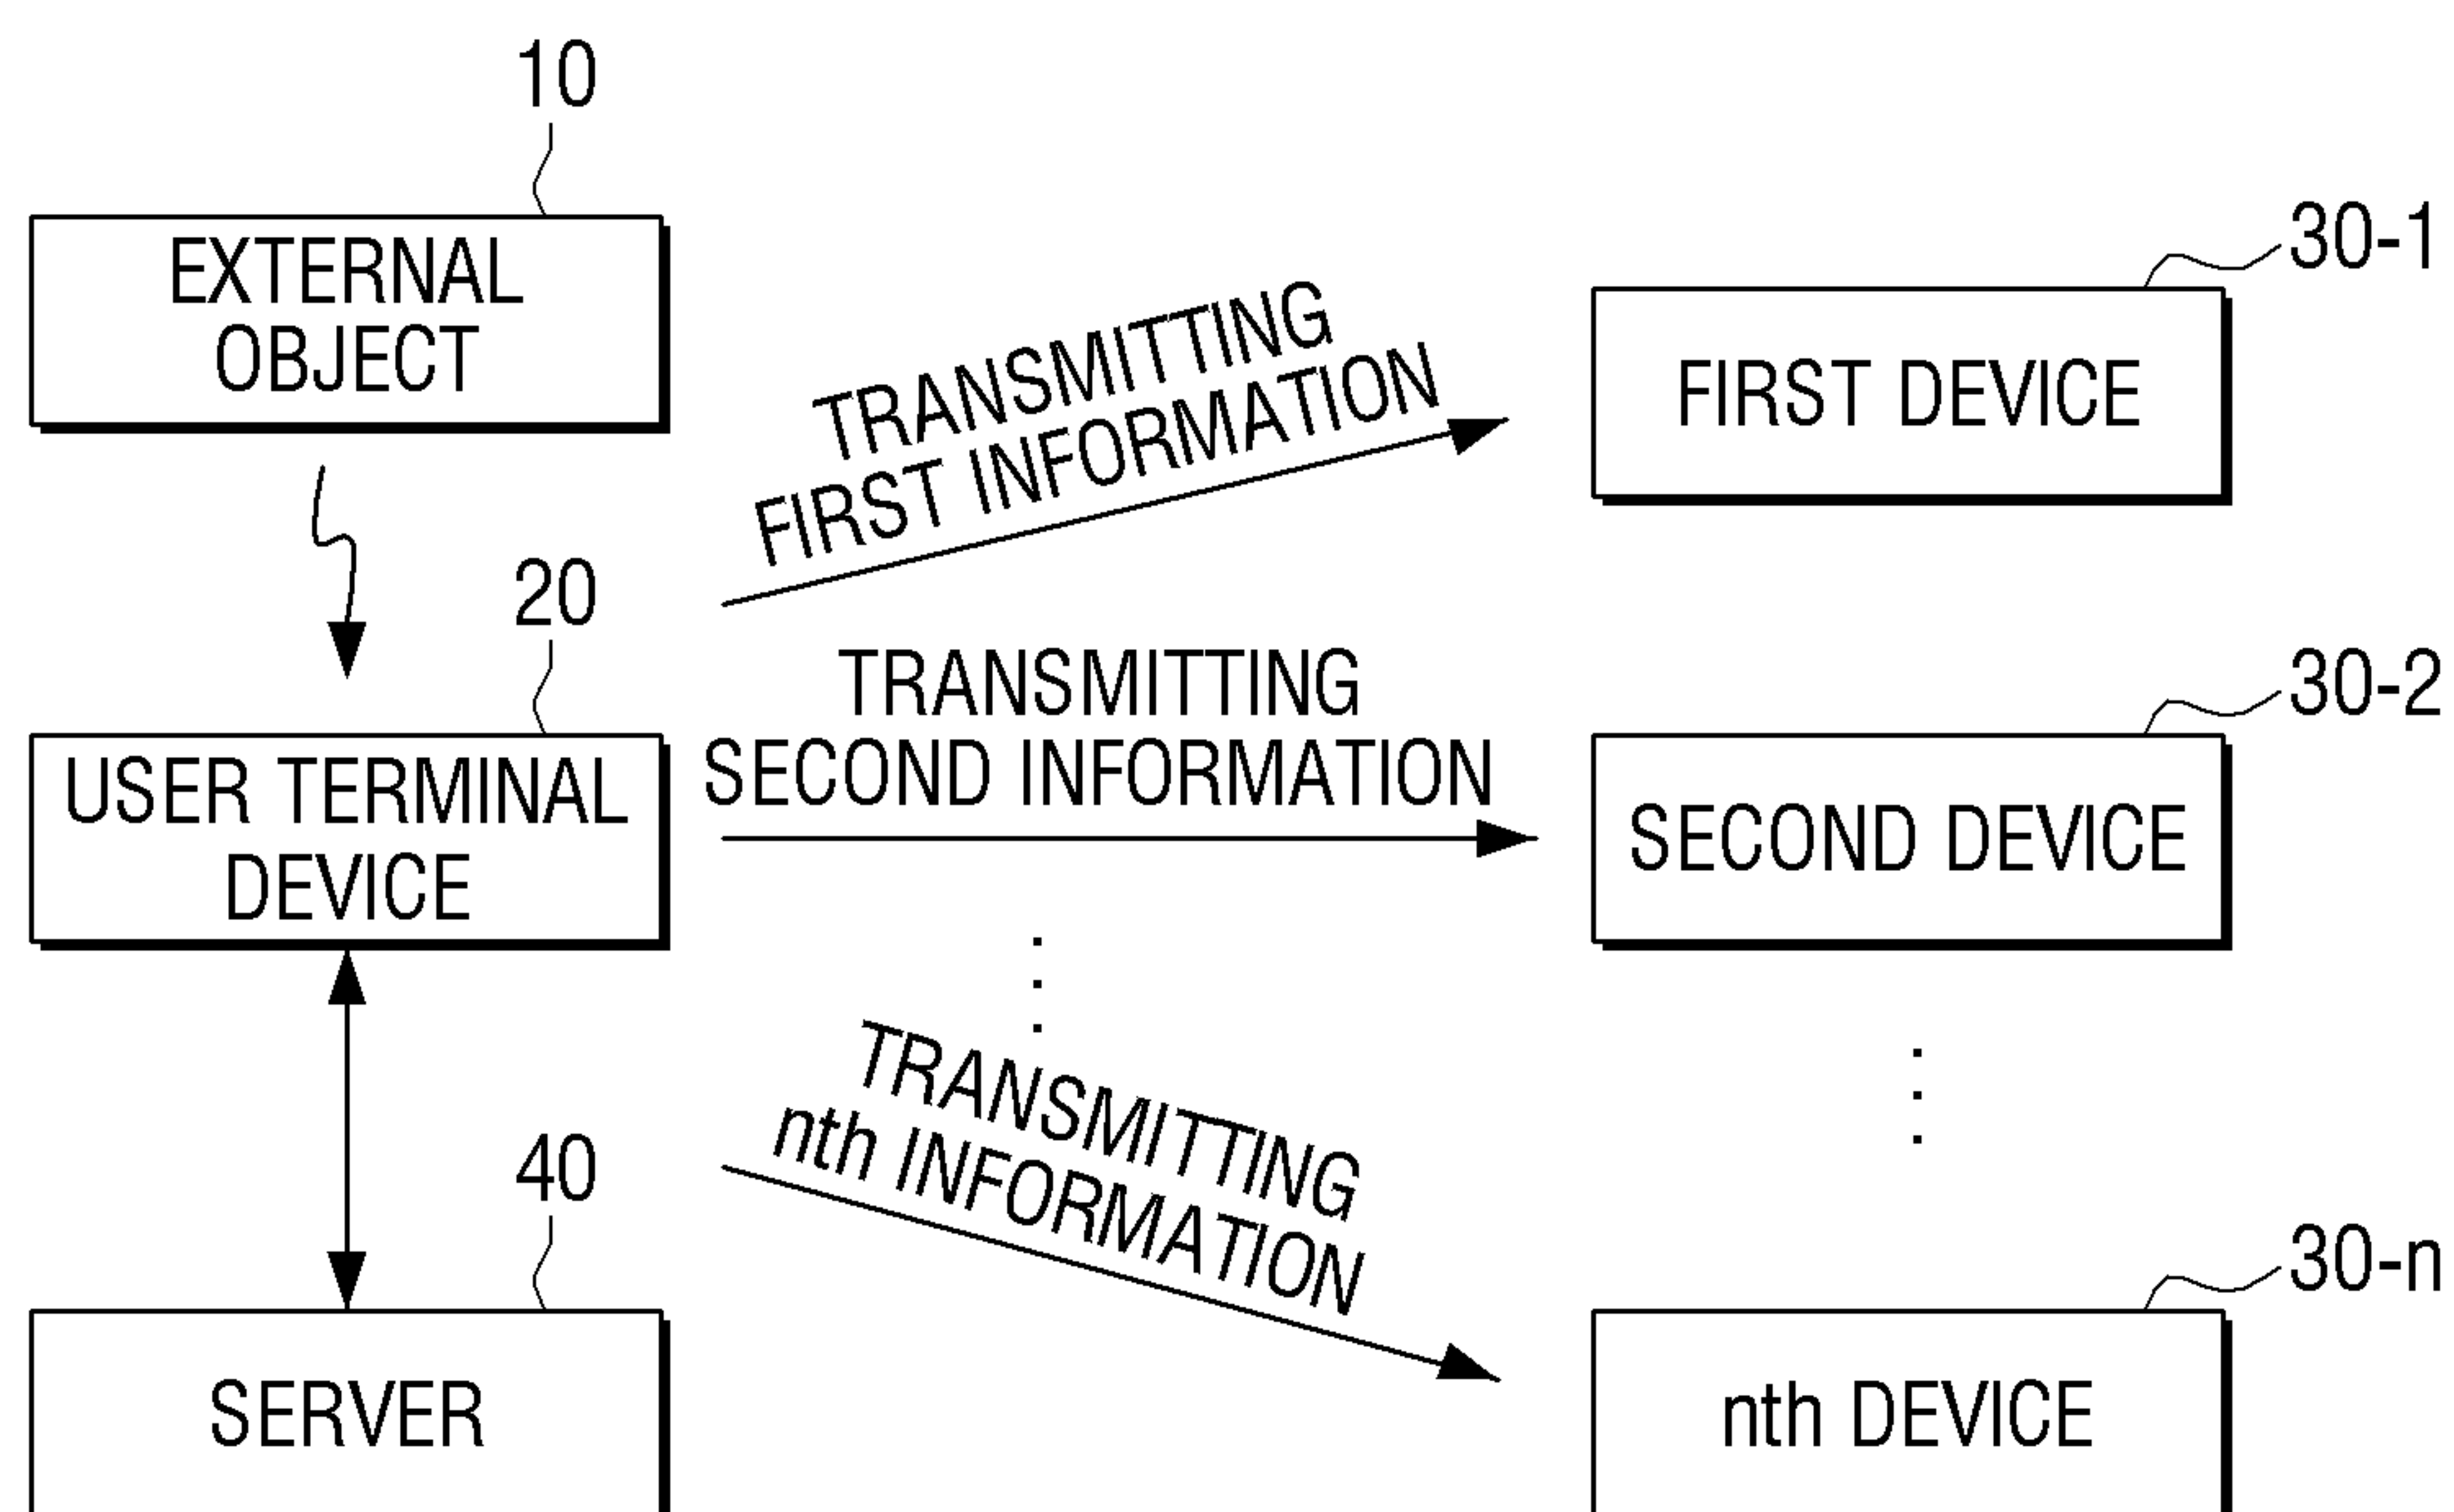 10
EXTERNAL
OBJECT
30-1
FIRST DEVICE
TRANSMITTING
FIRST INFORMATION
20
USER TERMINAL
DEVICE
TRANSMITTING
SECOND INFORMATION
30-2
SECOND DEVICE
TRANSMITTING
nth INFORMATION
40
SERVER
30-n
nth DEVICE